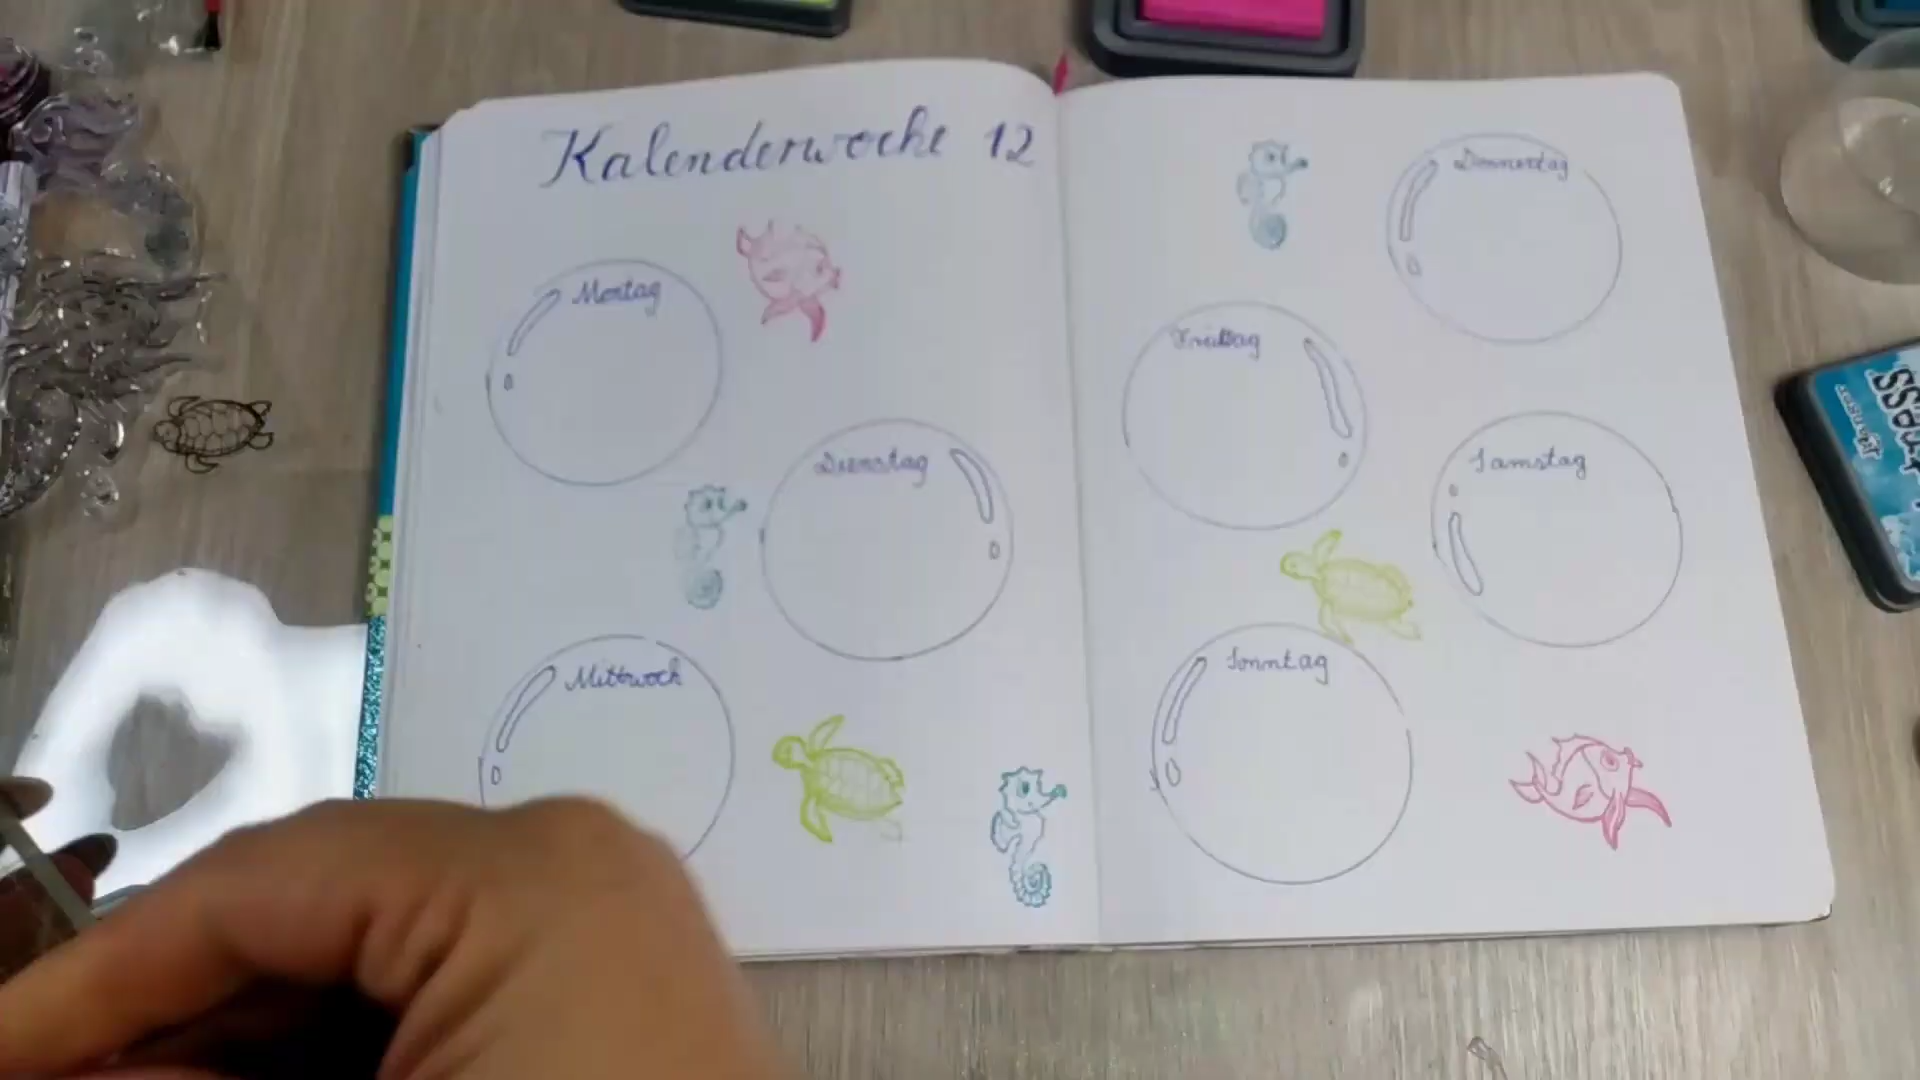 Kalenderwoche 12
Montag
Dienstag
Mittwoch
Donnerstag
Freitag
Samstag
Sonntag